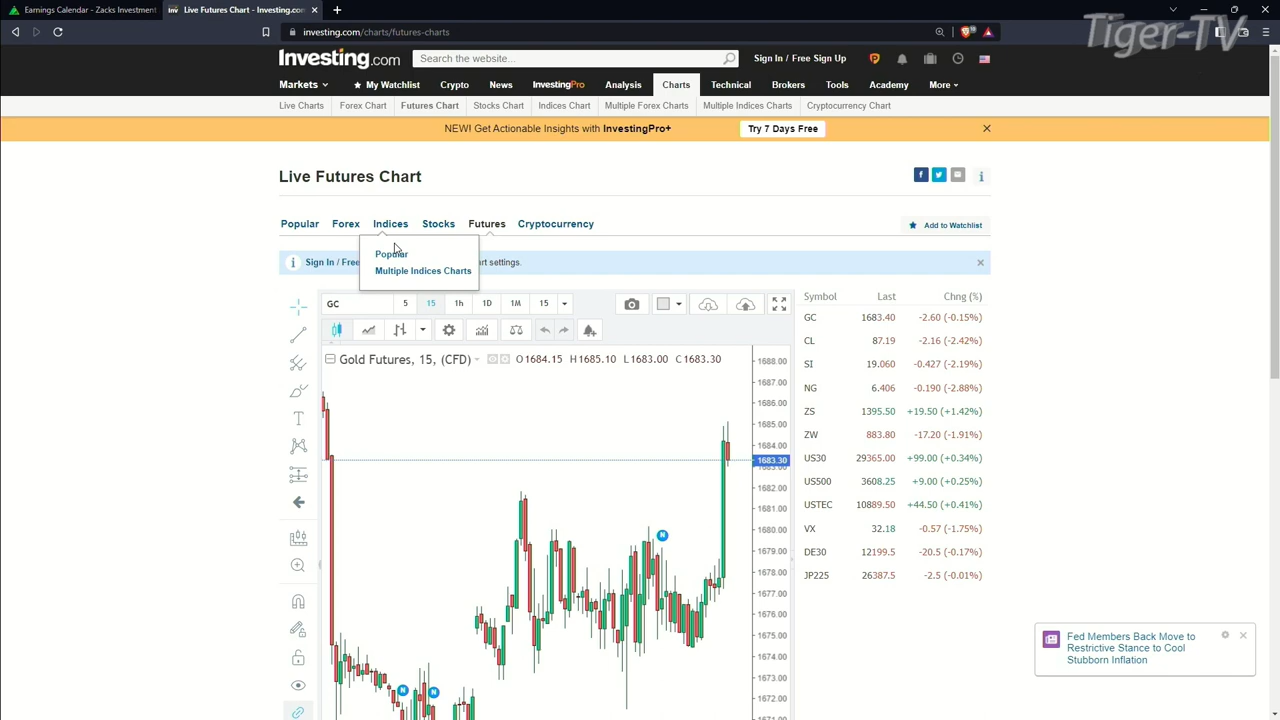 Earnings Calendar - Zacks Investment
Live Futures Chart - Investing.com
investing.com/charts/futures-charts
Tiger-TV
Investing.com
Search the website...
Sign In / Free Sign Up
Markets
My Watchlist
Crypto
News
InvestingPro
Analysis
Charts
Technical
Brokers
Tools
Academy
More
Live Charts
Forex Chart
Futures Chart
Stocks Chart
Indices Chart
Multiple Forex Charts
Multiple Indices Charts
Cryptocurrency Chart
NEW! Get Actionable Insights with InvestingPro+
Try 7 Days Free
Live Futures Chart
Popular
Forex
Indices
Stocks
Futures
Cryptocurrency
Add to Watchlist
Popular
Multiple Indices Charts
Sign In / Free
settings.
GC
5
15
1h
1D
1M
15
Gold Futures, 15, (CFD)
O 1684.15 H 1685.10 L 1683.00 C 1683.30
Symbol Last Chng (%)
GC 1683.40 -2.60 (-0.15%)
CL 87.19 -2.16 (-2.42%)
SI 19.060 -0.427 (-2.19%)
NG 6.406 -0.190 (-2.88%)
ZS 1395.50 +19.50 (+1.42%)
ZW 883.80 -17.20 (-1.91%)
US30 29365.00 +99.00 (+0.34%)
US500 3608.25 +9.00 (+0.25%)
USTEC 10889.50 +44.50 (+0.41%)
VX 32.18 -0.57 (-1.75%)
DE30 12199.5 -20.5 (-0.17%)
JP225 26387.5 -2.5 (-0.01%)
1688.00
1687.00
1686.00
1685.00
1684.00
1683.30
1682.00
1681.00
1680.00
1679.00
1678.00
1677.00
1676.00
1675.00
1674.00
1673.00
1672.00
Fed Members Back Move to
Restrictive Stance to Cool
Stubborn Inflation